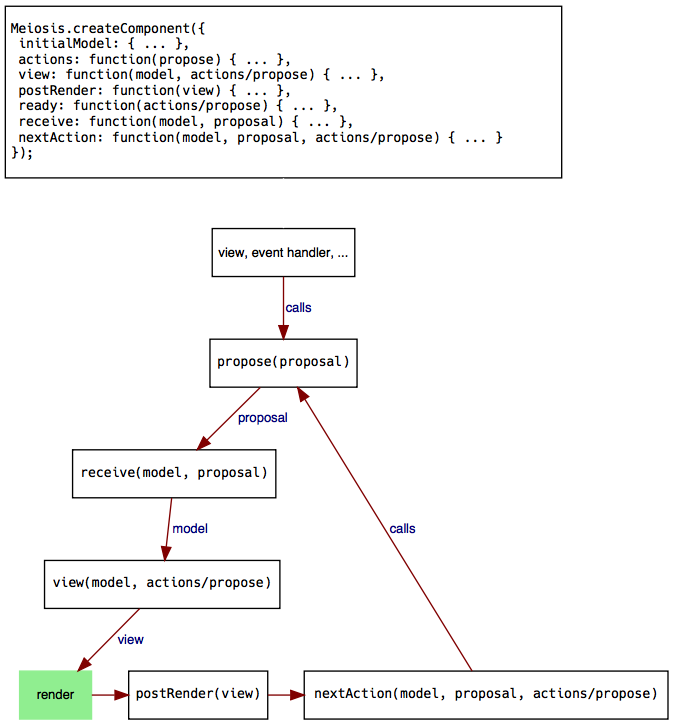 Meiosis.createComponent({
 initialModel: { ... },
 actions: function(propose) { ... },
 view: function(model, actions/propose) { ... },
 postRender: function(view) { ... },
 ready: function(actions/propose) { ... },
 receive: function(model, proposal) { ... },
 nextAction: function(model, proposal, actions/propose) { ... }
});
view, event handler, ...
calls
propose(proposal)
proposal
receive(model, proposal)
model
calls
view(model, actions/propose)
view
render
postRender(view)
nextAction(model, proposal, actions/propose)